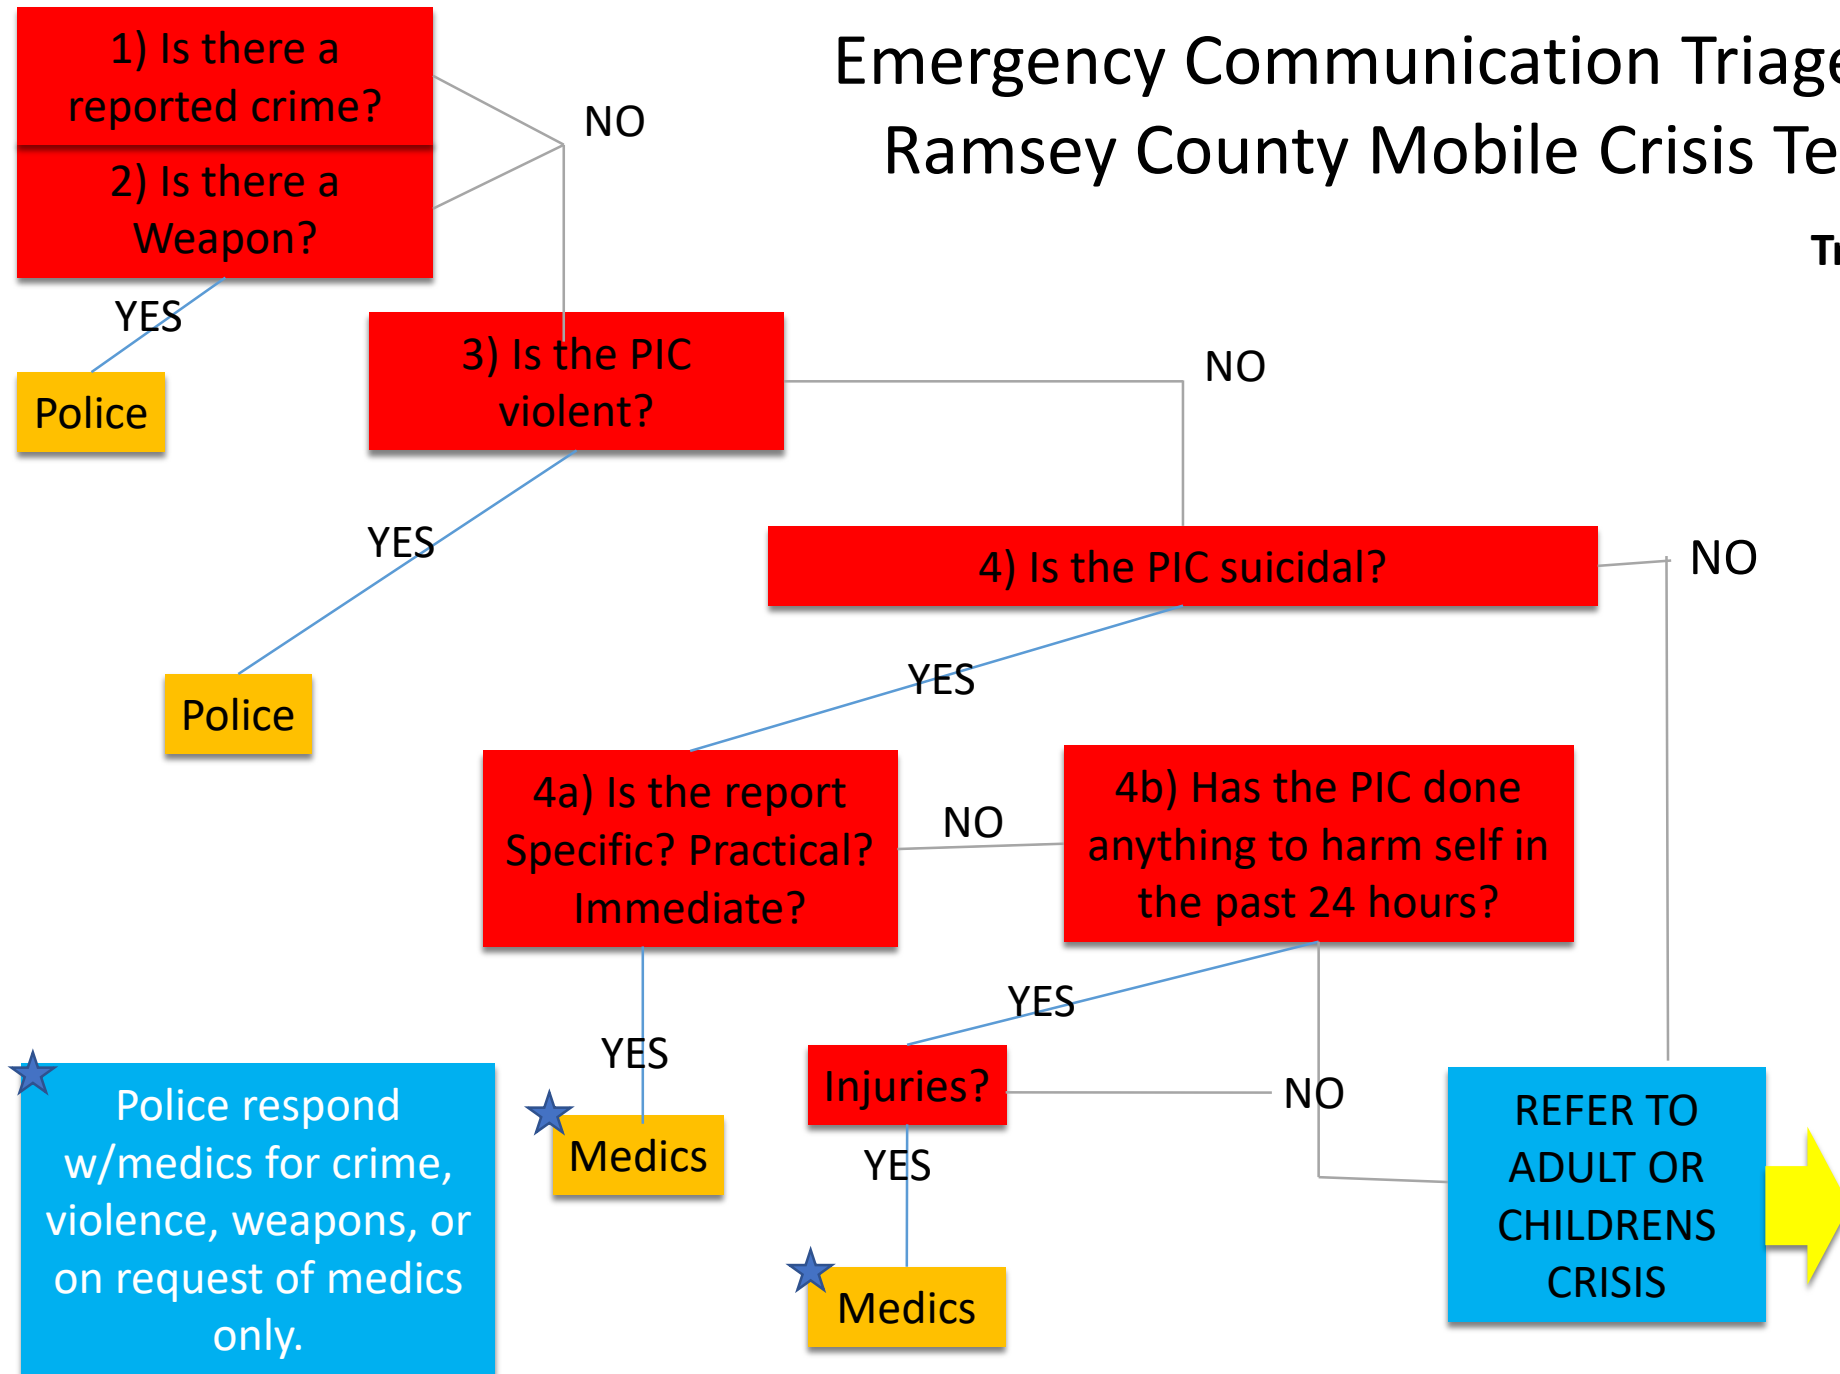 Emergency Communication Triage
Ramsey County Mobile Crisis Te
Tr
1) Is there a
reported crime?
NO
2) Is there a
Weapon?
YES
Police
3) Is the PIC
violent?
NO
YES
Police
4) Is the PIC suicidal?
NO
YES
4a) Is the report
Specific? Practical?
Immediate?
NO
4b) Has the PIC done
anything to harm self in
the past 24 hours?
YES
Medics
YES
Injuries?
NO
YES
Medics
REFER TO
ADULT OR
CHILDRENS
CRISIS
Police respond
w/medics for crime,
violence, weapons, or
on request of medics
only.